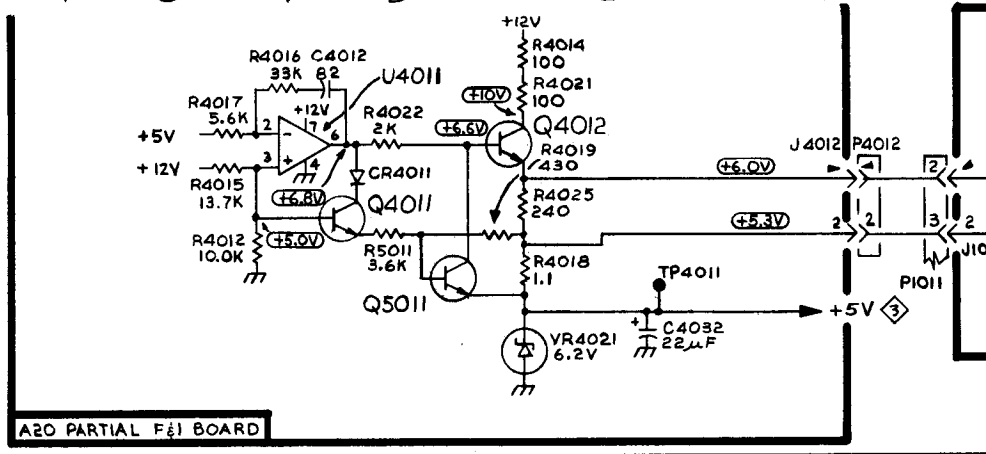 +12V
R4014
100
R4021
100
R4016 C4012
33K 82
U4011
+12V
R4022
2K
+10V
Q4012
+6.6V
R4017
5.6K
+5V
2
-
7
6
+12V
3
+
4
R4015
13.7K
+6.8V
CR4011
R4019
430
+6.0V
J4012 P4012
2
R4012
10.0K
+5.0V
Q4011
R5011
3.6K
R4025
240
+5.3V
2
2
3
2
J10
P1011
Q5011
R4018
1.1
TP4011
+5V 3
VR4021
6.2V
+
C4032
22µF
A20 PARTIAL F&I BOARD